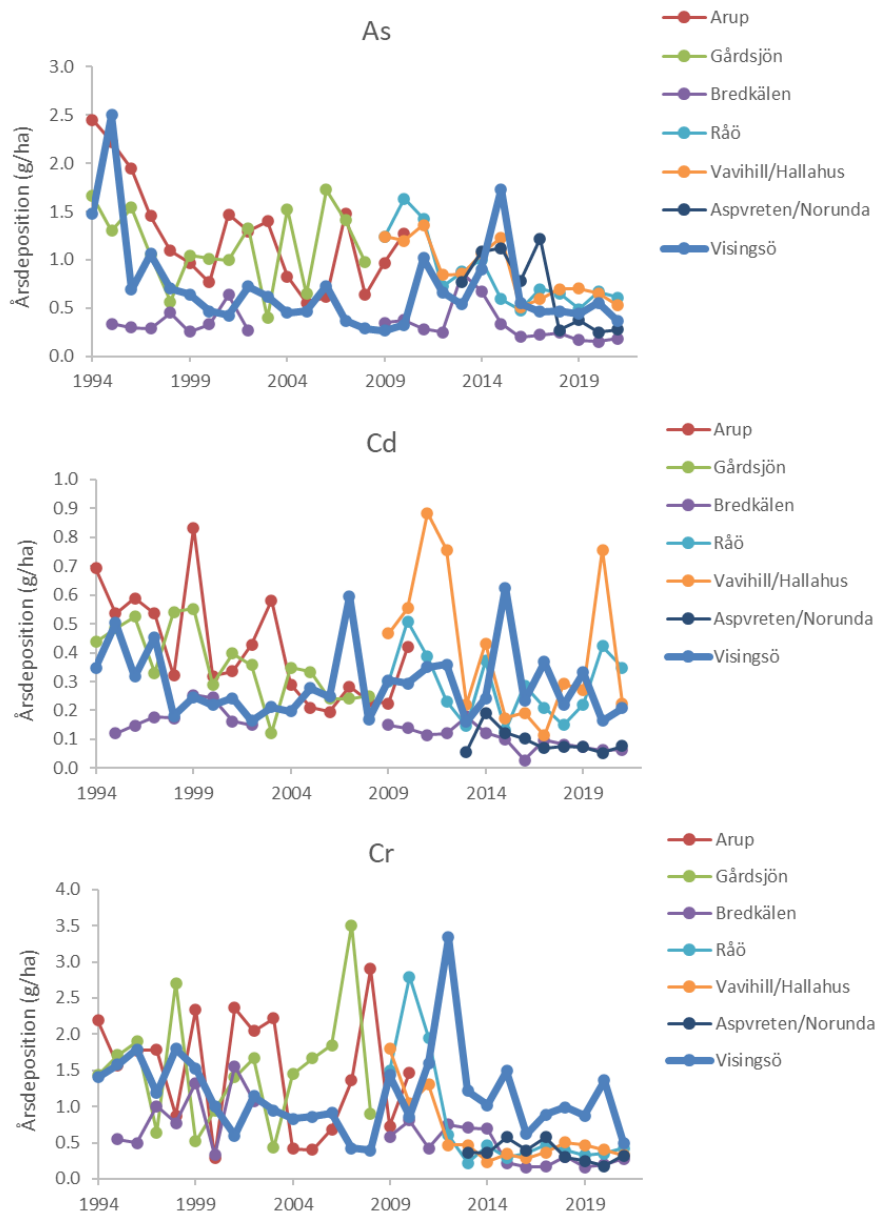 As
Årsdeposition (g/ha)
3.0
2.5
2.0
1.5
1.0
0.5
0.0
1994 1999 2004 2009 2014 2019
Arup
Gårdsjön
Bredkälen
Råö
Vavihill/Hallahus
Aspvreten/Norunda
Visingsö
Cd
Årsdeposition (g/ha)
1.0
0.9
0.8
0.7
0.6
0.5
0.4
0.3
0.2
0.1
0.0
1994 1999 2004 2009 2014 2019
Arup
Gårdsjön
Bredkälen
Råö
Vavihill/Hallahus
Aspvreten/Norunda
Visingsö
Cr
Årsdeposition (g/ha)
4.0
3.5
3.0
2.5
2.0
1.5
1.0
0.5
0.0
1994 1999 2004 2009 2014 2019
Arup
Gårdsjön
Bredkälen
Råö
Vavihill/Hallahus
Aspvreten/Norunda
Visingsö